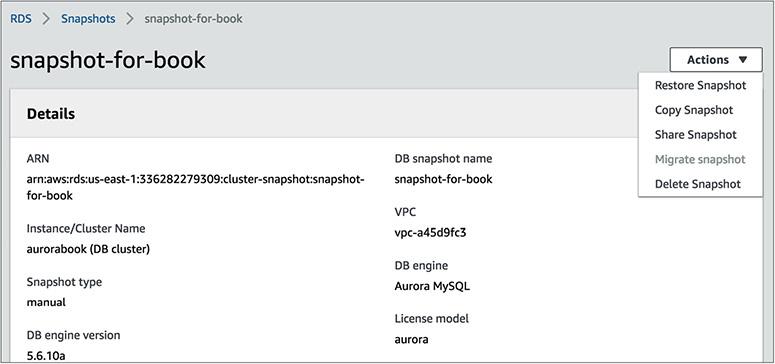 RDS > Snapshots > snapshot-for-book
snapshot-for-book
Actions ▼
Restore Snapshot
Copy Snapshot
Share Snapshot
Migrate snapshot
Delete Snapshot
Details
ARN
arn:aws:rds:us-east-1:336282279309:cluster-snapshot:snapshot-
for-book
Instance/Cluster Name
aurorabook (DB cluster)
Snapshot type
manual
DB engine version
5.6.10a
DB snapshot name
snapshot-for-book
VPC
vpc-a45d9fc3
DB engine
Aurora MySQL
License model
aurora